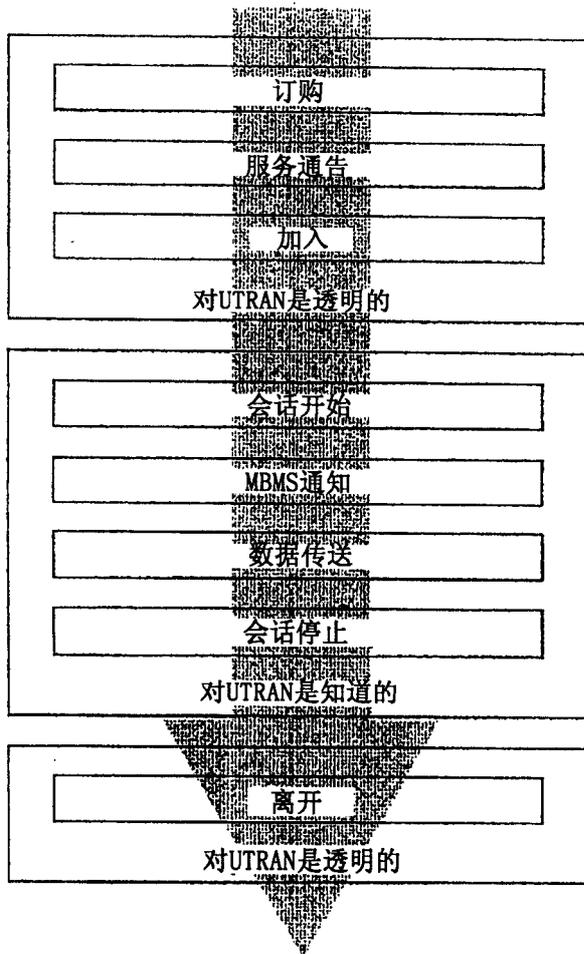 订购
服务通告
加入
对UTRAN是透明的
会话开始
MBMS通知
数据传送
会话停止
对UTRAN是知道的
离开
对UTRAN是透明的